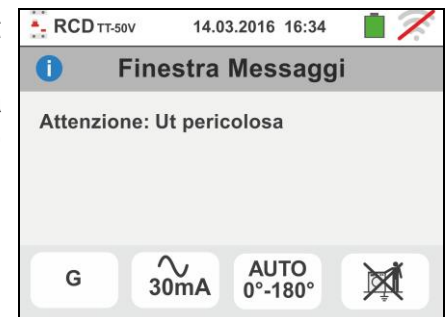 RCD TT-50V 14.03.2016 16:34
Finestra Messaggi
Attenzione: Ut pericolosa
G
30mA
AUTO
0°-180°